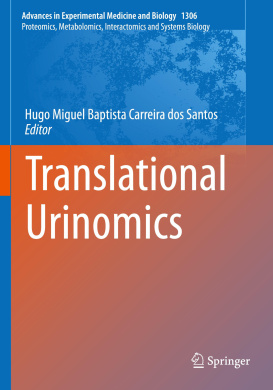 Advances in Experimental Medicine and Biology 1306
Proteomics, Metabolomics, Interactomics and Systems Biology
Hugo Miguel Baptista Carreira dos Santos
Editor
Translational
Urinomics
Springer